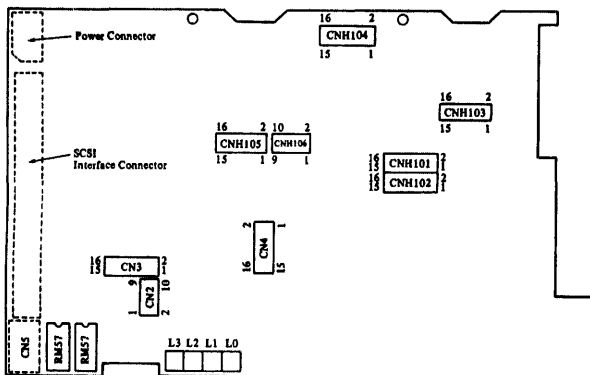 Power Connector
16 2
CNH104
15 1
16 2
CNH103
15 1
16 2
CNH105
15 1
10 2
CNH106
9 1
SCSI
Interface Connector
16 2
15 CNH101 1
16 2
15 CNH102 1
2 1
CN4
16 15
16 2
15 CN3 1
9 10
CN2
1 2
CN5
RM57
RM57
L3 L2 L1 L0